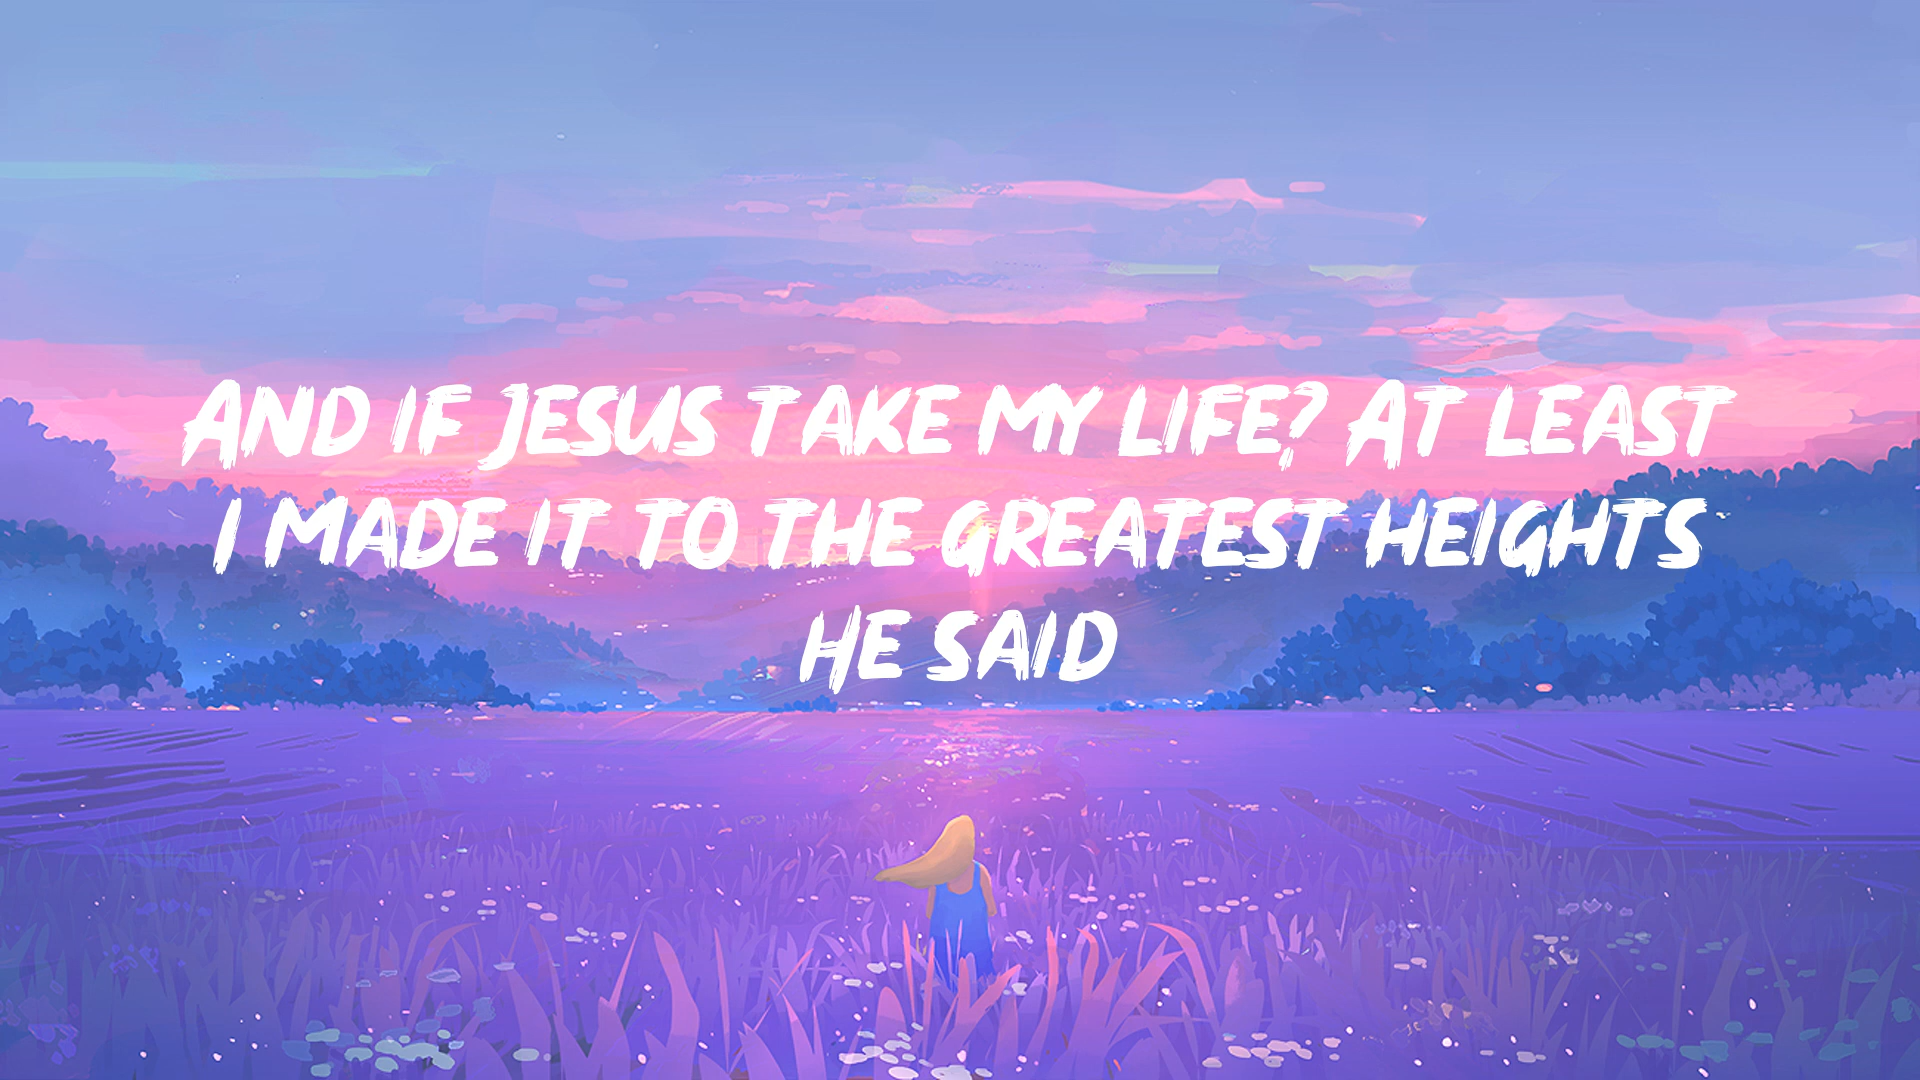 And if Jesus take my life? At least
I made it to the greatest heights
He said